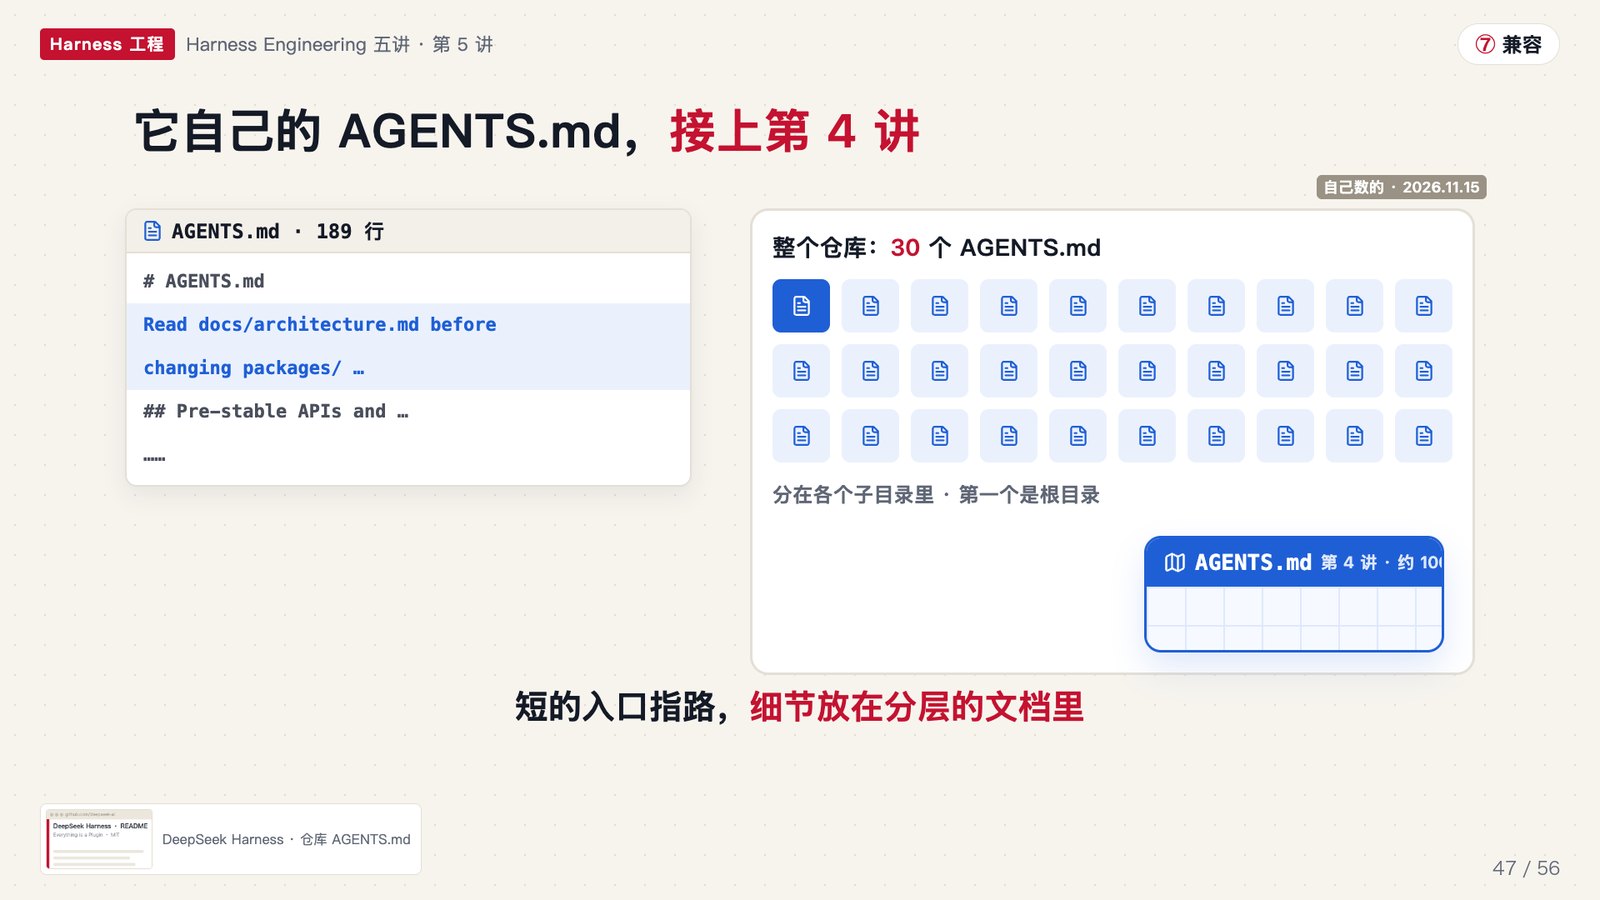 Harness 工程 Harness Engineering 五讲 · 第 5 讲
⑦ 兼容
它自己的 AGENTS.md，接上第 4 讲
自己数的 · 2026.11.15
AGENTS.md · 189 行
# AGENTS.md
Read docs/architecture.md before
changing packages/ …
## Pre-stable APIs and …
……
整个仓库：30 个 AGENTS.md
分在各个子目录里 · 第一个是根目录
AGENTS.md 第 4 讲 · 约 10
短的入口指路，细节放在分层的文档里
DeepSeek Harness · README
Everything is a Plugin · MIT
DeepSeek Harness · 仓库 AGENTS.md
47 / 56